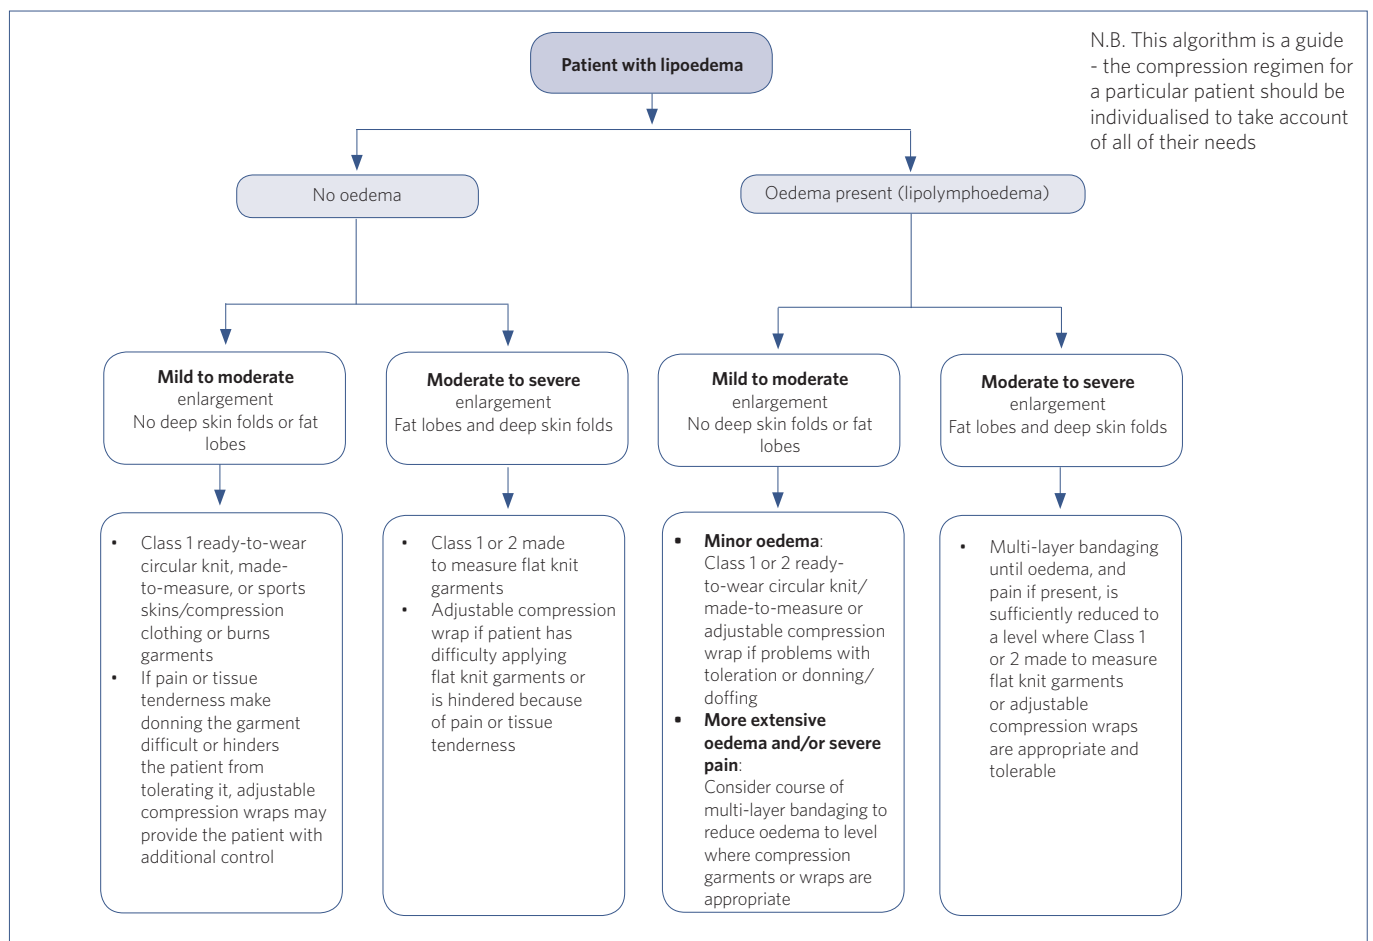 Patient with lipoedema
N.B. This algorithm is a guide
- the compression regimen for
a particular patient should be
individualised to take account
of all of their needs
No oedema
Oedema present (lipolymphoedema)
Mild to moderate
enlargement
No deep skin folds or fat
lobes
Moderate to severe
enlargement
Fat lobes and deep skin folds
Mild to moderate
enlargement
No deep skin folds or fat
lobes
Moderate to severe
enlargement
Fat lobes and deep skin folds
• Class 1 ready-to-wear
circular knit, made-
to-measure, or sports
skins/compression
clothing or burns
garments
• If pain or tissue
tenderness make
donning the garment
difficult or hinders
the patient from
tolerating it, adjustable
compression wraps may
provide the patient with
additional control
• Class 1 or 2 made
to measure flat knit
garments
• Adjustable compression
wrap if patient has
difficulty applying
flat knit garments or
is hindered because
of pain or tissue
tenderness
• Minor oedema:
Class 1 or 2 ready-
to-wear circular knit/
made-to-measure or
adjustable compression
wrap if problems with
toleration or donning/
doffing
• More extensive
oedema and/or severe
pain:
Consider course of
multi-layer bandaging to
reduce oedema to level
where compression
garments or wraps are
appropriate
• Multi-layer bandaging
until oedema, and
pain if present, is
sufficiently reduced to
a level where Class 1
or 2 made to measure
flat knit garments
or adjustable
compression wraps
are appropriate and
tolerable